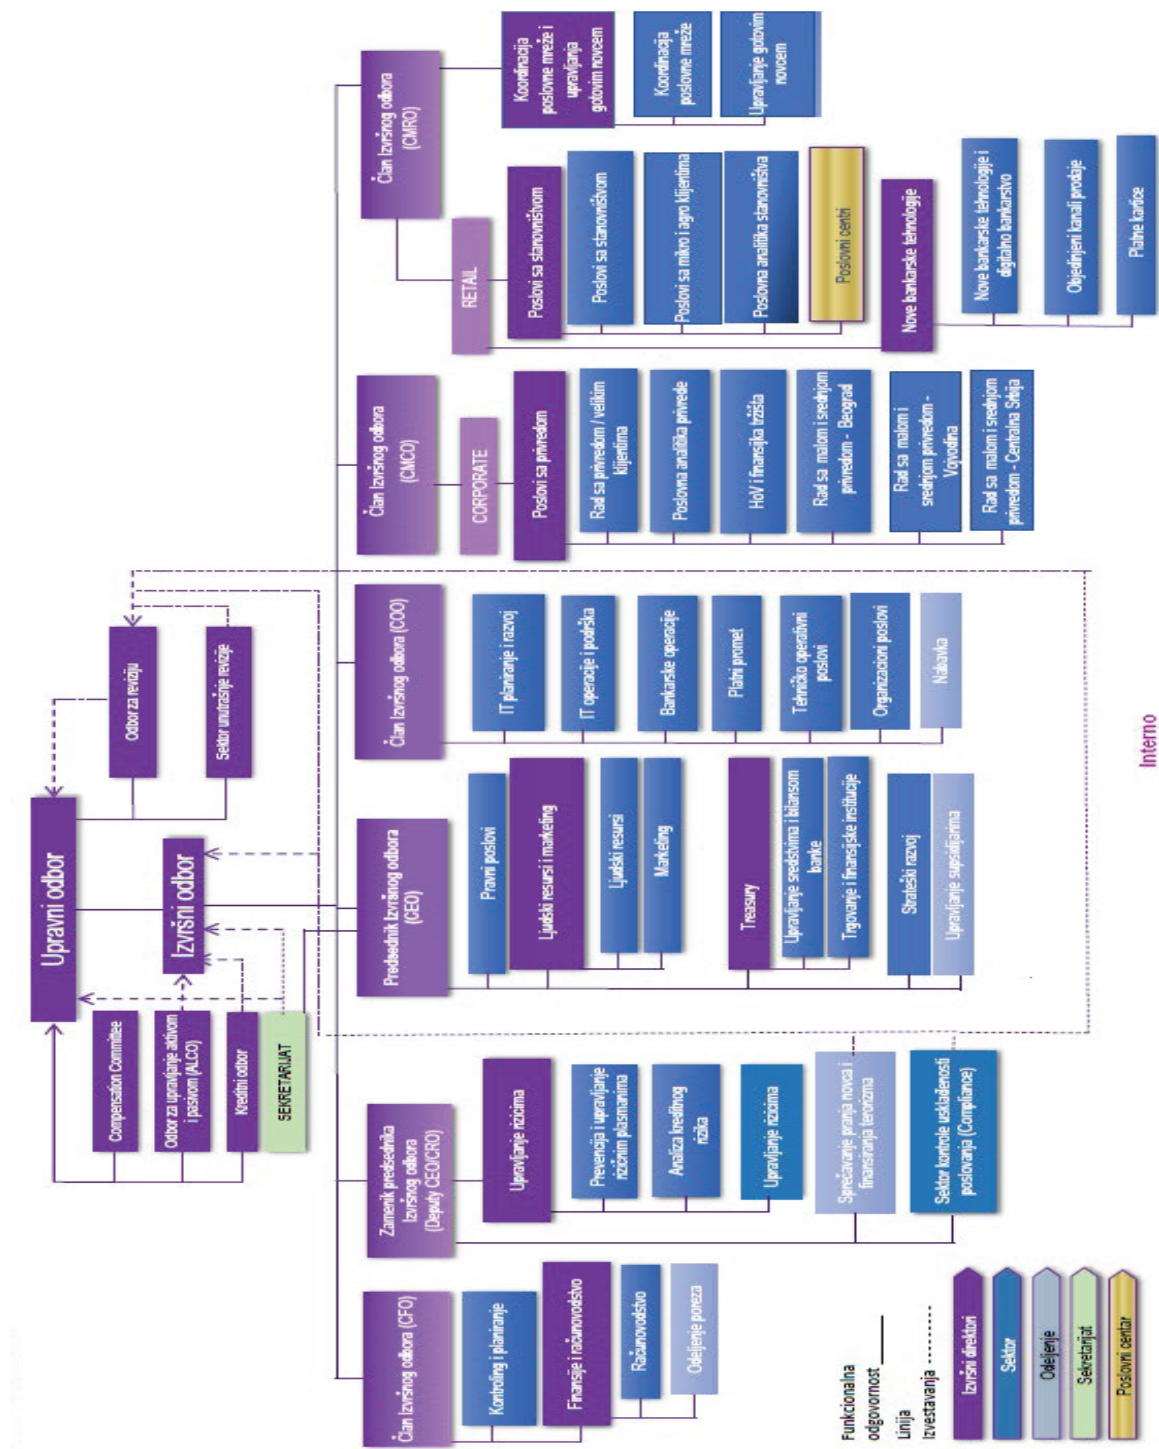 Upravni odbor
Izvršni odbor
Odbor za reviziju
Sektor unutrašnje revizije
Compensation Committee
Odbor za upravljanje aktivom
i pasivom (ALCO)
Kreditni odbor
SEKRETARIJAT
Član Izvršnog odbora (CFO)
Kontroling i planiranje
Finansije i računovodstvo
Računovodstvo
Odeljenje poreza
Zamenik predsednika
Izvršnog odbora
(Deputy CEO/CRO)
Upravljanje rizicima
Prevencija i upravljanje
rizičnim plasmanima
Analiza kreditnog
rizika
Upravljanje rizicima
Sprečavanje pranja novca i
finansiranja terorizma
Sektor kontrole usklađenosti
poslovanja (Compliance)
Predsednik Izvršnog odbora
(CEO)
Pravni poslovi
Ljudski resursi i marketing
Ljudski resursi
Marketing
Treasury
Upravljanje sredstvima i bilansom
banke
Trgovanje i finansijske institucije
Strateški razvoj
Upravljanje supsidijarima
Član Izvršnog odbora (COO)
IT planiranje i razvoj
IT operacije i podrška
Bankarske operacije
Platni promet
Tehničko operativni
poslovi
Organizacioni poslovi
Nabavka
Član Izvršnog odbora
(CMCO)
CORPORATE
Poslovi sa privredom
Rad sa privredom / velikim
klijentima
Poslovna analitika privrede
HoV i finansijka tržišta
Rad sa malom i srednjom
privredom - Beograd
Rad sa malom i
srednjom privredom -
Vojvodina
Rad sa malom i srednjom
privredom - Centralna Srbija
Član Izvršnog odbora
(CMRO)
RETAIL
Poslovi sa stanovništvom
Poslovi sa stanovništvom
Poslovi sa mikro i agro klijentima
Poslovna analitika stanovništva
Poslovni centri
Nove bankarske tehnologije
Nove bankarske tehnologije i
digitalno bankarstvo
Objedinjeni kanali prodaje
Platne kartice
Koordinacija
poslovne mreže i
upravljanja
gotovim novcem
Koordinacija
poslovne mreže
Upravljanje gotovim
novcem
Funkcionalna
odgovornost
Linija
Izvestavanja
Izvršni direktori
Sektor
Odeljenje
Sekretarijat
Poslovni centar
Interno